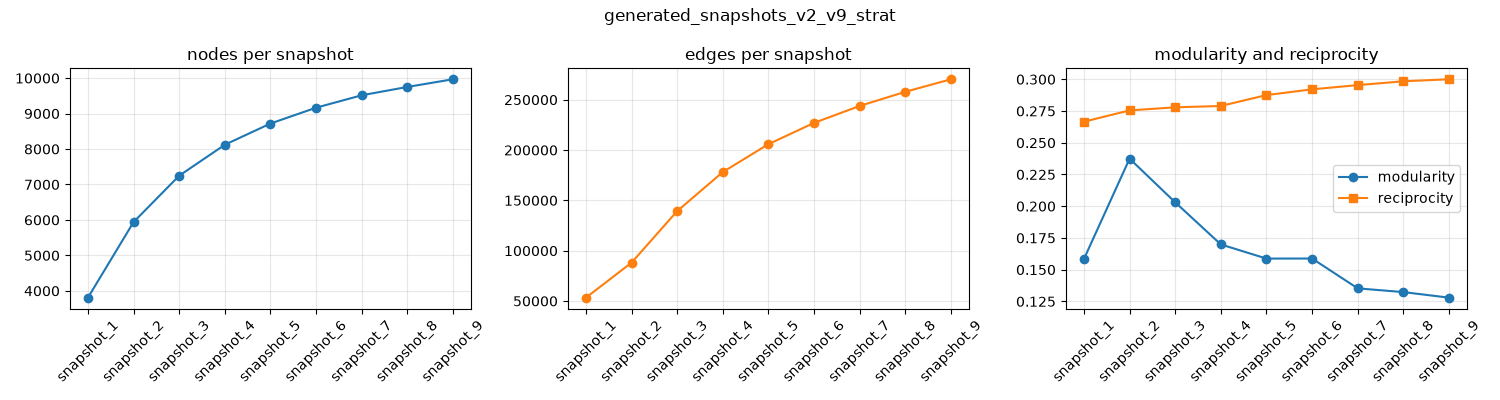 generated_snapshots_v2_v9_strat
nodes per snapshot
10000
9000
8000
7000
6000
5000
4000
snapshot_1
snapshot_2
snapshot_3
snapshot_4
snapshot_5
snapshot_6
snapshot_7
snapshot_8
snapshot_9
edges per snapshot
250000
200000
150000
100000
50000
snapshot_1
snapshot_2
snapshot_3
snapshot_4
snapshot_5
snapshot_6
snapshot_7
snapshot_8
snapshot_9
modularity and reciprocity
0.300
0.275
0.250
0.225
0.200
0.175
0.150
0.125
modularity
reciprocity
snapshot_1
snapshot_2
snapshot_3
snapshot_4
snapshot_5
snapshot_6
snapshot_7
snapshot_8
snapshot_9